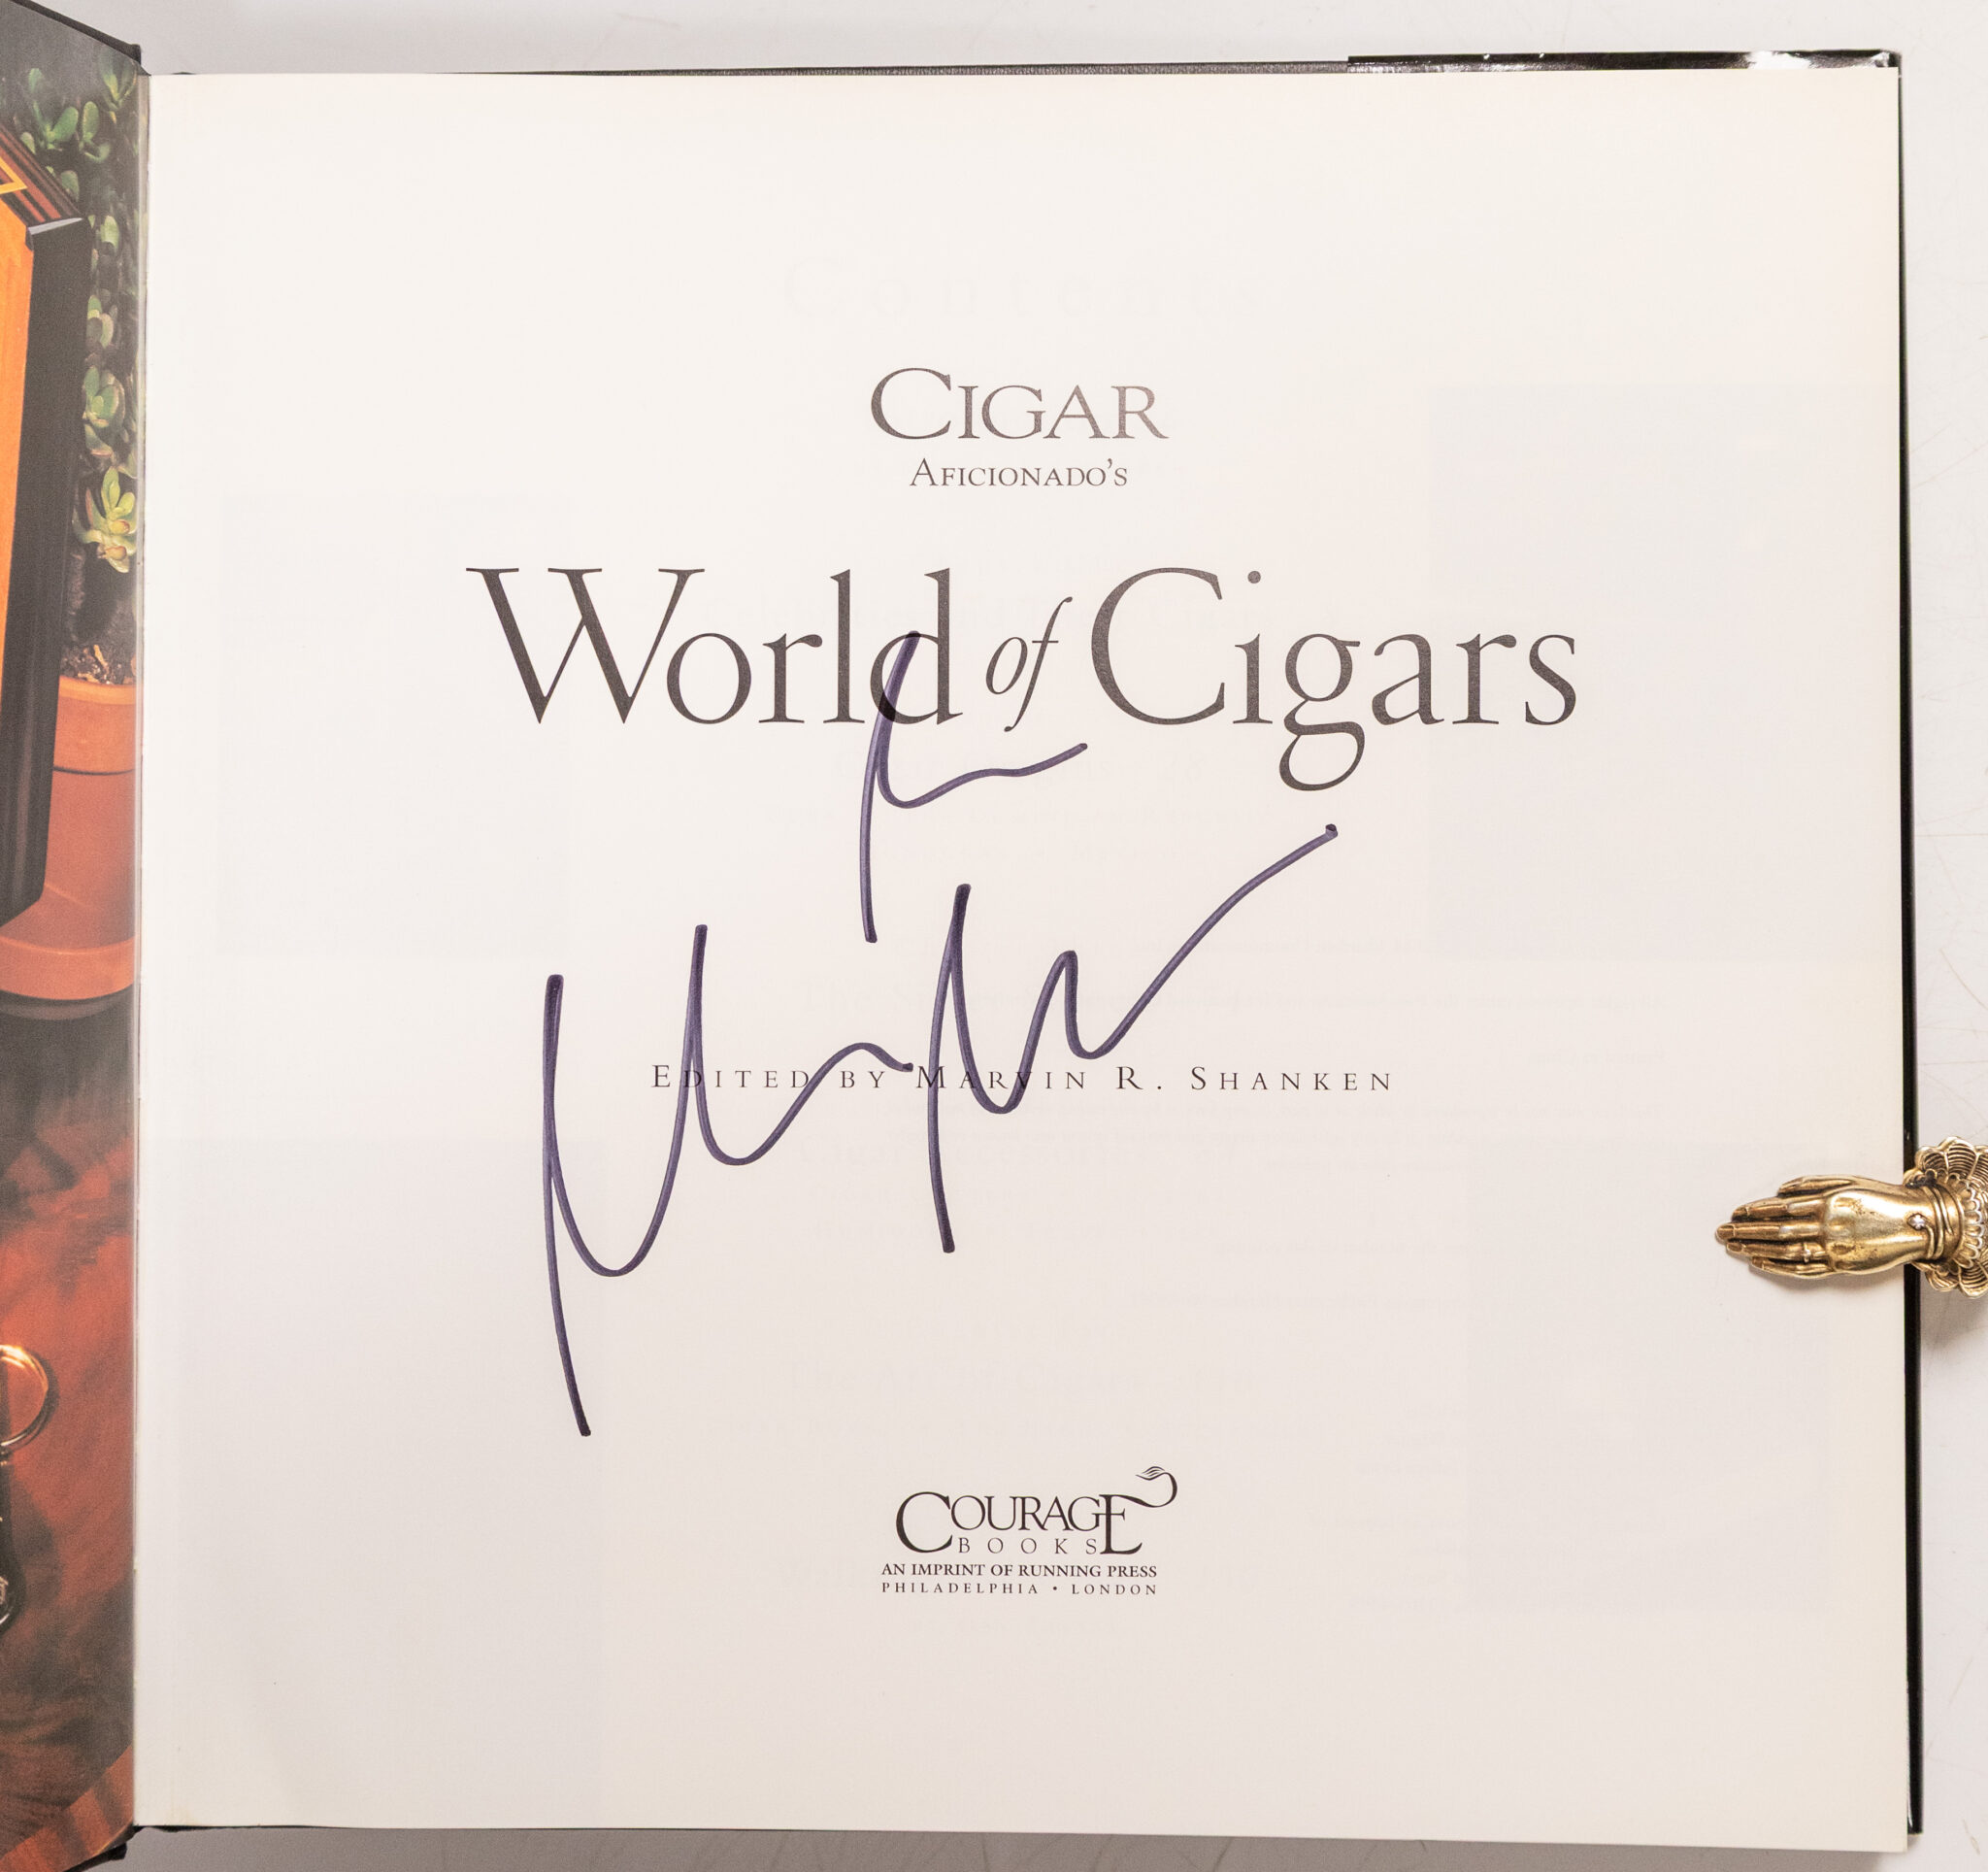 CIGAR
AFICIONADO'S
World of Cigars
EDITED BY MARVIN R. SHANKEN
COURAGE
BOOKS
AN IMPRINT OF RUNNING PRESS
PHILADELPHIA • LONDON